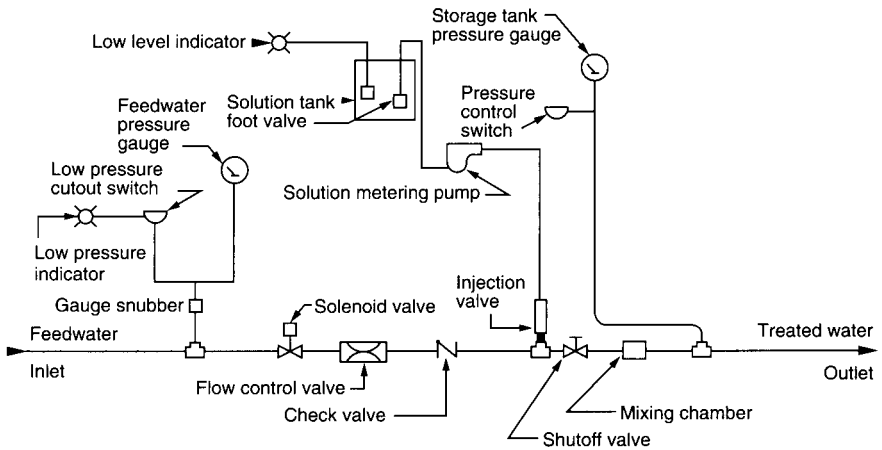 Storage tank
pressure gauge
Low level indicator
Pressure
control
switch
Feedwater
pressure
gauge
Solution tank
foot valve
Low pressure
cutout switch
Solution metering pump
Low pressure
indicator
Injection
valve
Gauge snubber
Solenoid valve
Feedwater
Treated water
Inlet
Outlet
Flow control valve
Check valve
Mixing chamber
Shutoff valve